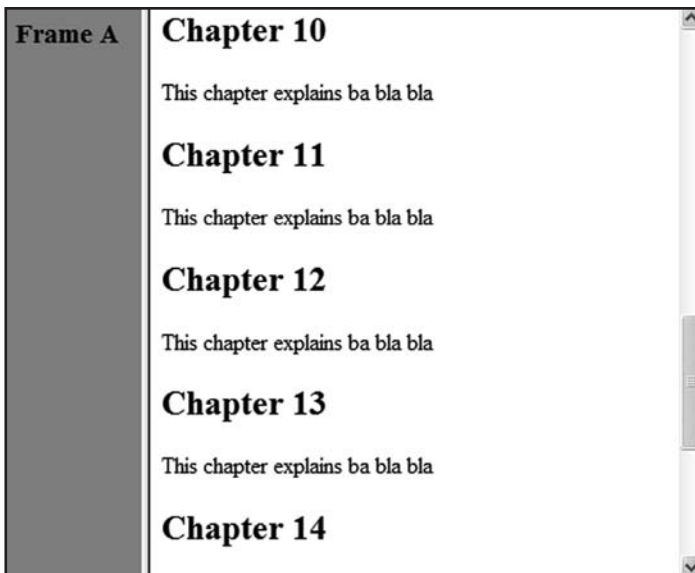 Frame A
Chapter 10
This chapter explains ba bla bla
Chapter 11
This chapter explains ba bla bla
Chapter 12
This chapter explains ba bla bla
Chapter 13
This chapter explains ba bla bla
Chapter 14